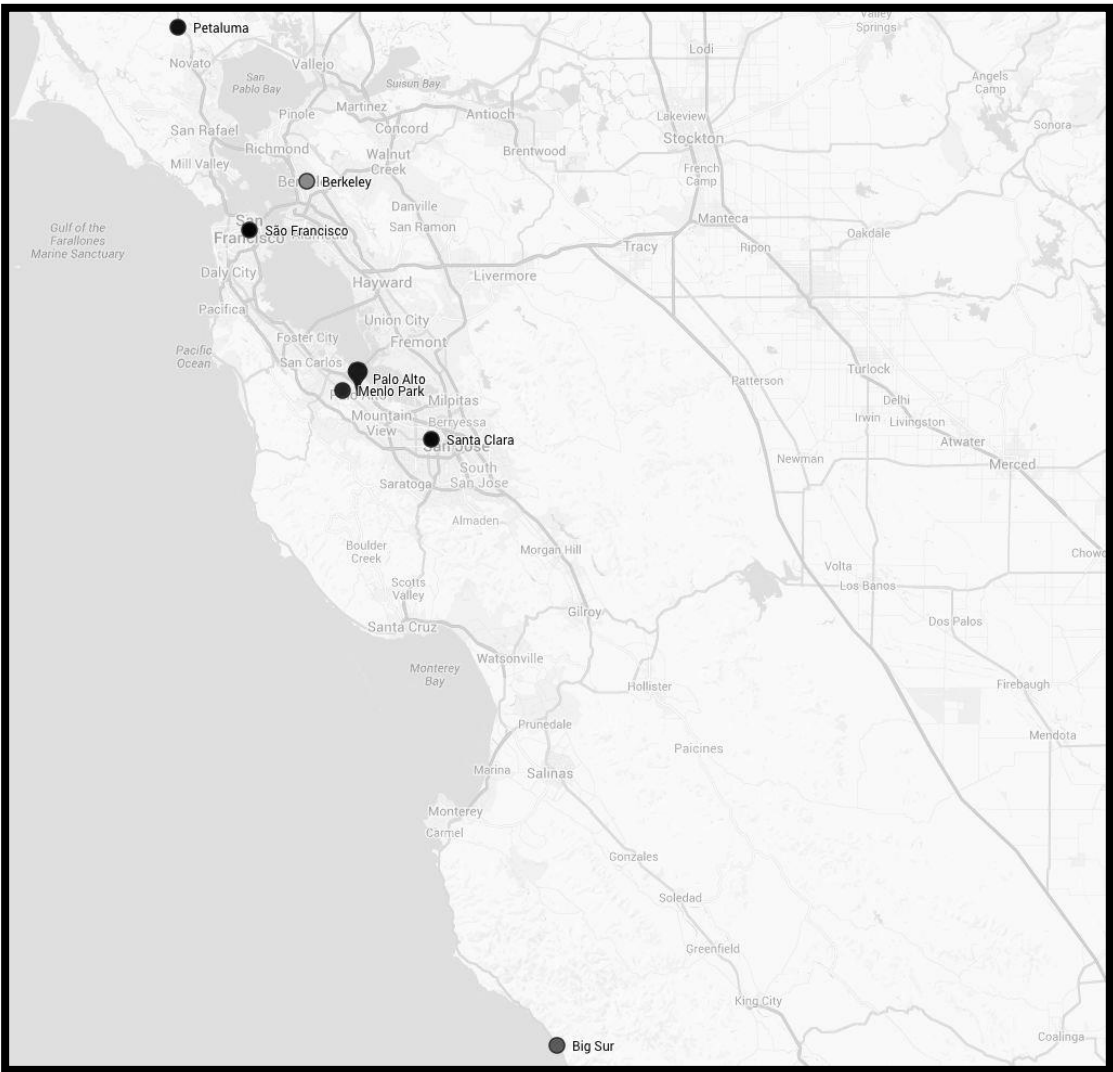 Petaluma
Valley
Springs
Lodi
Novato
Vallejo
San
Pablo Bay
Suisun Bay
Angels
Camp
Pinole
Martinez
Antioch
Lakeview
Sonora
San Rafael
Concord
Stockton
Richmond
Mill Valley
Walnut
Creek
Brentwood
French
Camp
Berkeley
Danville
San
Francisco
São Francisco
San Ramon
Manteca
Gulf of the
Farallones
Marine Sanctuary
Oakdale
Tracy
Ripon
Daly City
Hayward
Livermore
Pacifica
Union City
Foster City
Fremont
Pacific
Ocean
San Carlos
Turlock
Palo Alto
Menlo Park
Patterson
Milpitas
Delhi
Mountain
View
Berryessa
Irwin
Livingston
Santa Clara
San Jose
Atwater
Newman
Merced
South
San Jose
Saratoga
Almaden
Boulder
Creek
Morgan Hill
Chowc
Volta
Scotts
Valley
Los Banos
Gilroy
Santa Cruz
Dos Palos
Watsonville
Monterey
Bay
Hollister
Firebaugh
Prunedale
Mendota
Paicines
Marina
Salinas
Monterey
Carmel
Gonzales
Soledad
Greenfield
King City
Coalinga
Big Sur